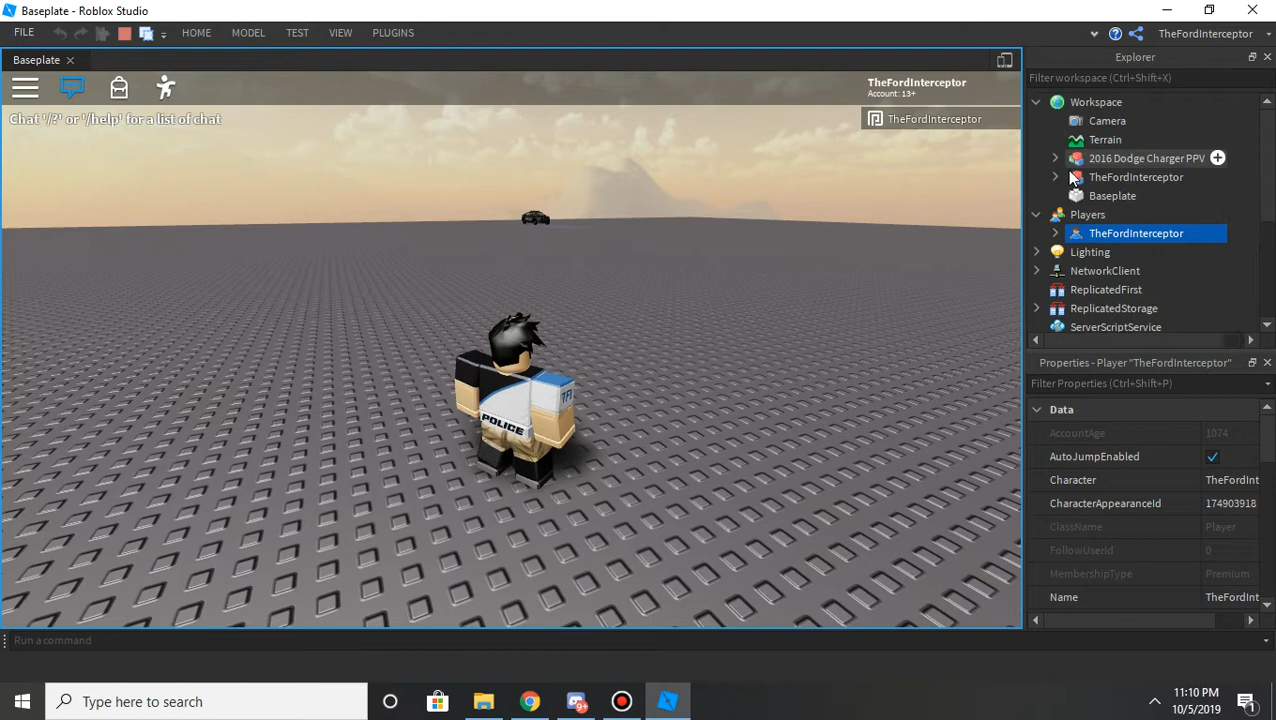 Baseplate - Roblox Studio
FILE HOME MODEL TEST VIEW PLUGINS TheFordInterceptor
Baseplate
TheFordInterceptor
Account: 13+
Chat '/?' or '/help' for a list of chat
TheFordInterceptor
POLICE
TFI
Explorer
Filter workspace (Ctrl+Shift+X)
Workspace
Camera
Terrain
2016 Dodge Charger PPV
TheFordInterceptor
Baseplate
Players
TheFordInterceptor
Lighting
NetworkClient
ReplicatedFirst
ReplicatedStorage
ServerScriptService
Properties - Player "TheFordInterceptor"
Filter Properties (Ctrl+Shift+P)
Data
AccountAge 1074
AutoJumpEnabled
Character TheFordInt
CharacterAppearanceId 174903918
ClassName Player
FollowUserId 0
MembershipType Premium
Name TheFordInt
Run a command
Type here to search
9+
11:10 PM
10/5/2019
1